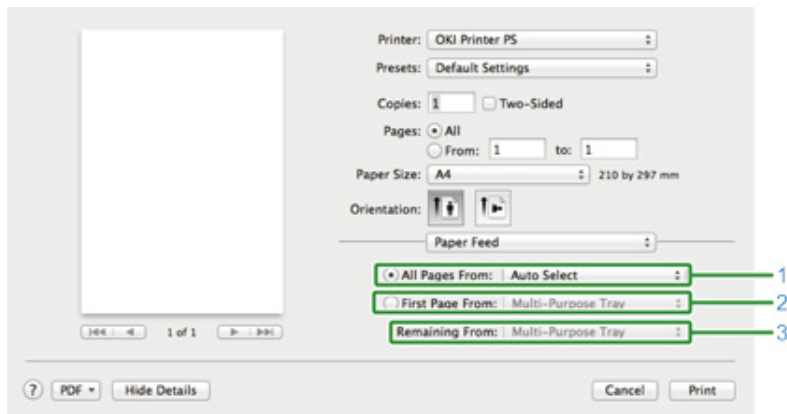 Printer: OKI Printer PS
Presets: Default Settings
Copies: 1 Two-Sided
Pages: All
From: 1 to: 1
Paper Size: A4 210 by 297 mm
Orientation:
Paper Feed
All Pages From: Auto Select 1
First Page From: Multi-Purpose Tray 2
Remaining From: Multi-Purpose Tray 3
1 of 1
? PDF Hide Details Cancel Print